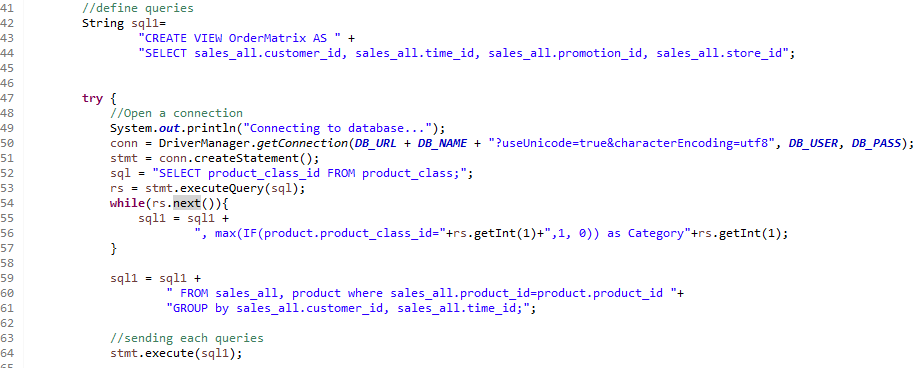 41 //define queries
42 String sql1=
43 "CREATE VIEW OrderMatrix AS " +
44 "SELECT sales_all.customer_id, sales_all.time_id, sales_all.promotion_id, sales_all.store_id";
45
46
47 try {
48 //Open a connection
49 System.out.println("Connecting to database...");
50 conn = DriverManager.getConnection(DB_URL + DB_NAME + "?useUnicode=true&characterEncoding=utf8", DB_USER, DB_PASS);
51 stmt = conn.createStatement();
52 sql = "SELECT product_class_id FROM product_class;";
53 rs = stmt.executeQuery(sql);
54 while(rs.next()){
55 sql1 = sql1 +
56 ", max(IF(product.product_class_id="+rs.getInt(1)+",1, 0)) as Category"+rs.getInt(1);
57 }
58
59 sql1 = sql1 +
60 " FROM sales_all, product where sales_all.product_id=product.product_id "+
61 "GROUP by sales_all.customer_id, sales_all.time_id;";
62
63 //sending each queries
64 stmt.execute(sql1);
65